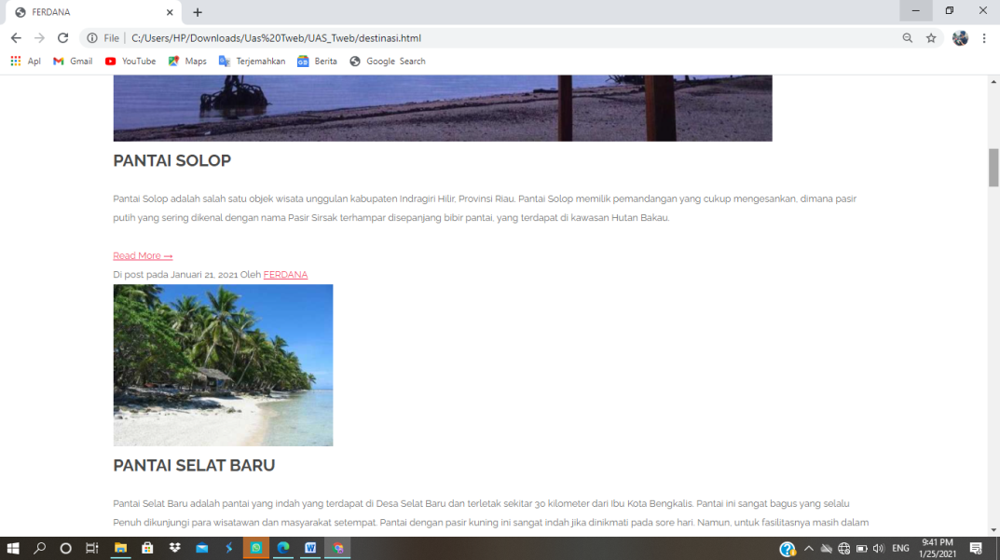 FERDANA
File
C:/Users/HP/Downloads/Uas%20Tweb/UAS_Tweb/destinasi.html
Apl Gmail YouTube Maps Terjemahkan Berita Google Search
PANTAI SOLOP
Pantai Solop adalah salah satu objek wisata unggulan kabupaten Indragiri Hilir, Provinsi Riau. Pantai Solop memilik pemandangan yang cukup mengesankan, dimana pasir
putih yang sering dikenal dengan nama Pasir Sirsak terhampar disepanjang bibir pantai, yang terdapat di kawasan Hutan Bakau.
Read More →
Di post pada Januari 21, 2021 Oleh FERDANA
PANTAI SELAT BARU
Pantai Selat Baru adalah pantai yang indah yang terdapat di Desa Selat Baru dan terletak sekitar 30 kilometer dari Ibu Kota Bengkalis. Pantai ini sangat bagus yang selalu
Penuh dikunjungi para wisatawan dan masyarakat setempat. Pantai dengan pasir kuning ini sangat indah jika dinikmati pada sore hari. Namun, untuk fasilitasnya masih dalam
ENG
9:41 PM
1/25/2021